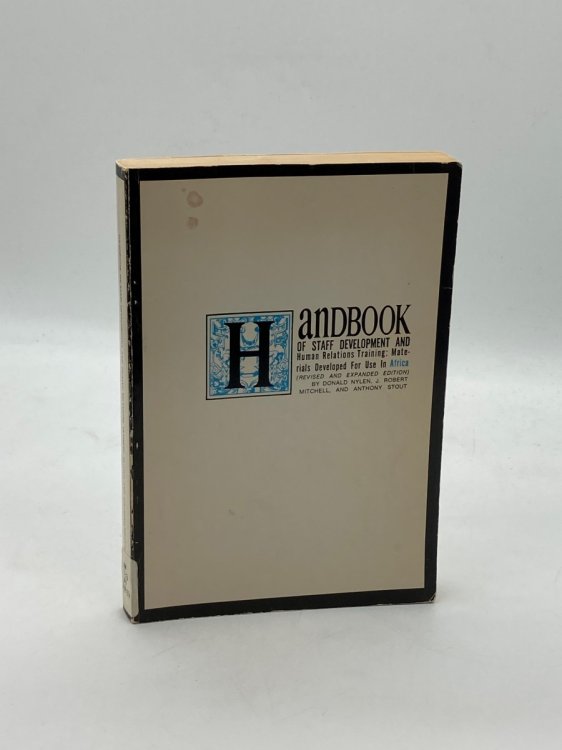 HanDBOOK
OF STAFF DEVELOPMENT AND
Human Relations Training: Mate-
rials Developed For Use In Africa
(REVISED AND EXPANDED EDITION)
BY DONALD NYLEN, J. ROBERT
MITCHELL, AND ANTHONY STOUT